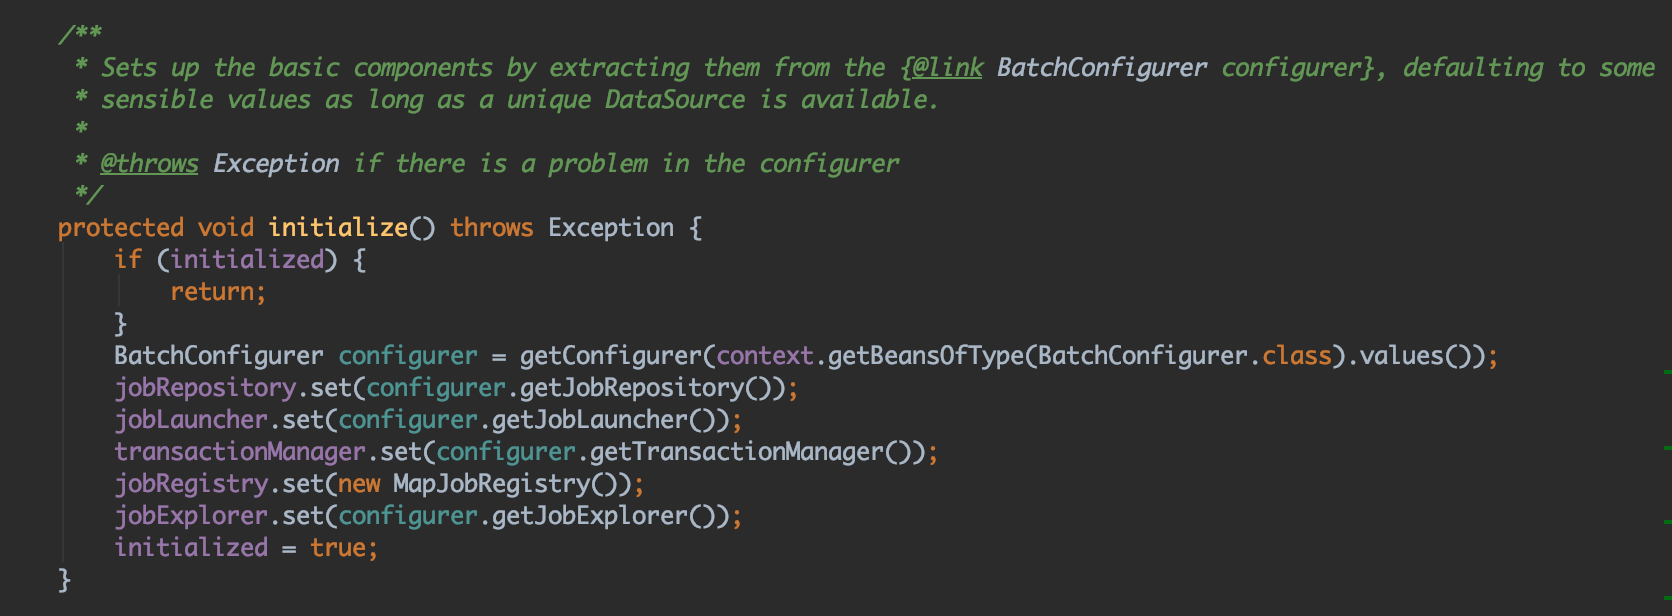 /**
 * Sets up the basic components by extracting them from the {@link BatchConfigurer configurer}, defaulting to some
 * sensible values as long as a unique DataSource is available.
 *
 * @throws Exception if there is a problem in the configurer
 */
protected void initialize() throws Exception {
    if (initialized) {
        return;
    }
    BatchConfigurer configurer = getConfigurer(context.getBeansOfType(BatchConfigurer.class).values());
    jobRepository.set(configurer.getJobRepository());
    jobLauncher.set(configurer.getJobLauncher());
    transactionManager.set(configurer.getTransactionManager());
    jobRegistry.set(new MapJobRegistry());
    jobExplorer.set(configurer.getJobExplorer());
    initialized = true;
}